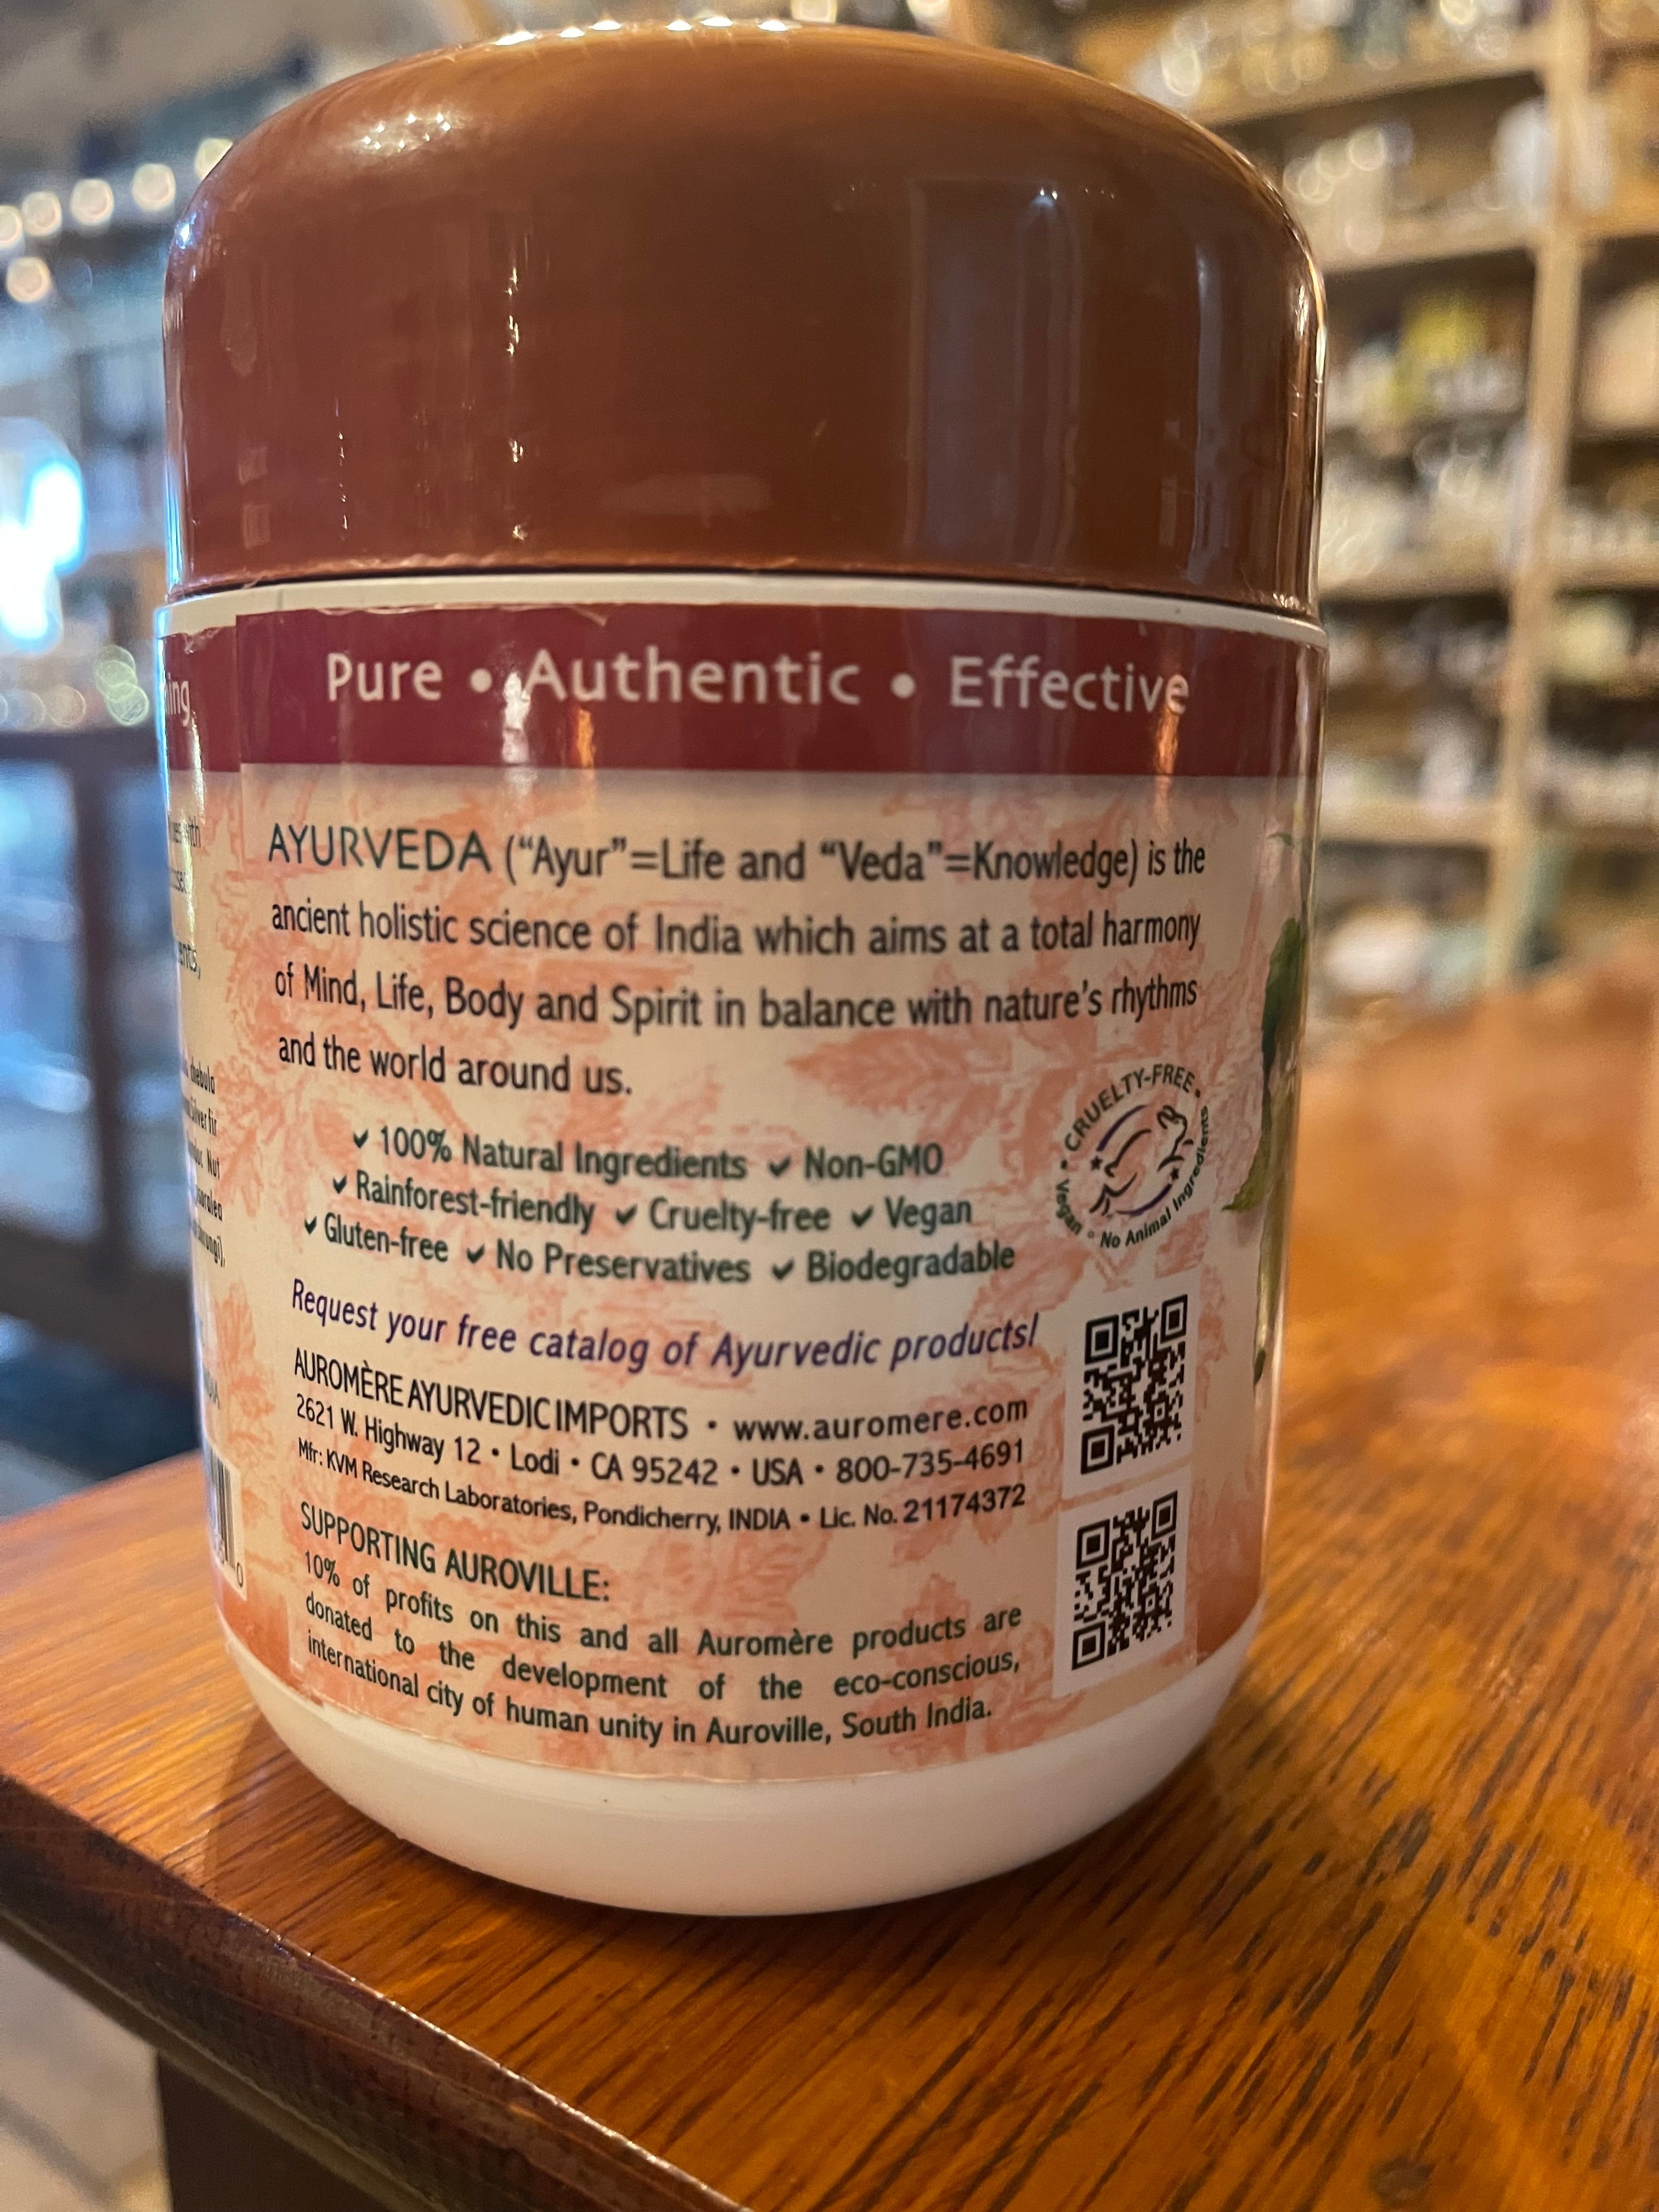 Pure • Authentic • Effective
AYURVEDA (“Ayur”=Life and “Veda”=Knowledge) is the
ancient holistic science of India which aims at a total harmony
of Mind, Life, Body and Spirit in balance with nature's rhythms
and the world around us.
✔ 100% Natural Ingredients ✔ Non-GMO
✔ Rainforest-friendly ✔ Cruelty-free ✔ Vegan
✔ Gluten-free ✔ No Preservatives ✔ Biodegradable
• CRUELTY-FREE •
Vegan • No Animal Ingredients
Request your free catalog of Ayurvedic products!
AUROMÈRE AYURVEDIC IMPORTS • www.auromere.com
2621 W. Highway 12 • Lodi • CA 95242 • USA • 800-735-4691
Mfr: KVM Research Laboratories, Pondicherry, INDIA • Lic. No. 21174372
SUPPORTING AUROVILLE:
10% of profits on this and all Auromère products are
donated to the development of the eco-conscious,
international city of human unity in Auroville, South India.